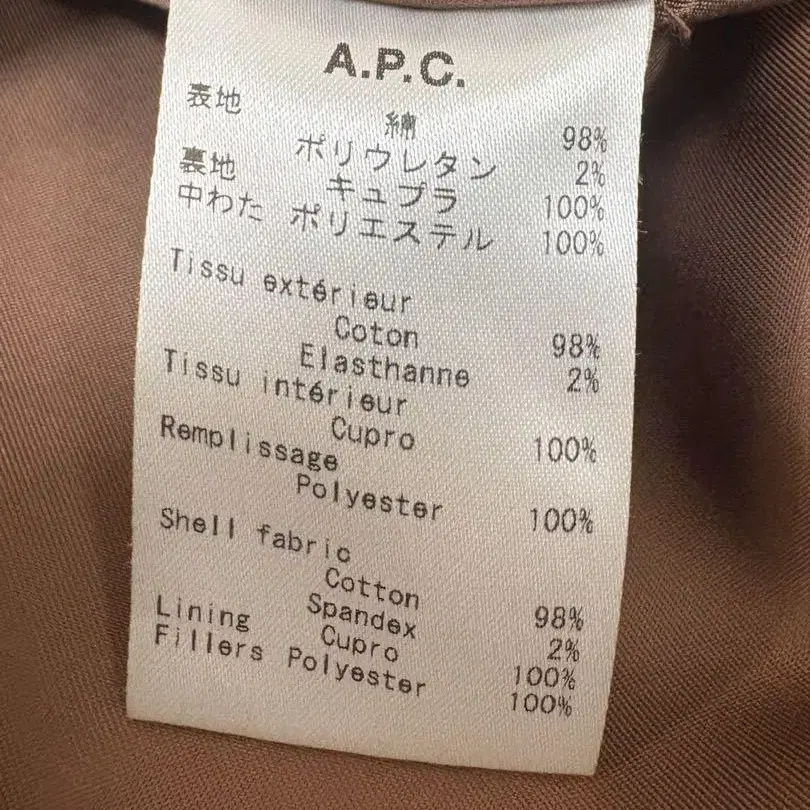 A.P.C.
表地
綿 98%
ポリウレタン 2%
裏地 キュプラ 100%
中わた ポリエステル 100%
Tissu extérieur
Coton 98%
Elasthanne 2%
Tissu intérieur
Cupro 100%
Remplissage
Polyester 100%
Shell fabric
Cotton 98%
Spandex 2%
Lining Cupro 100%
Fillers Polyester 100%